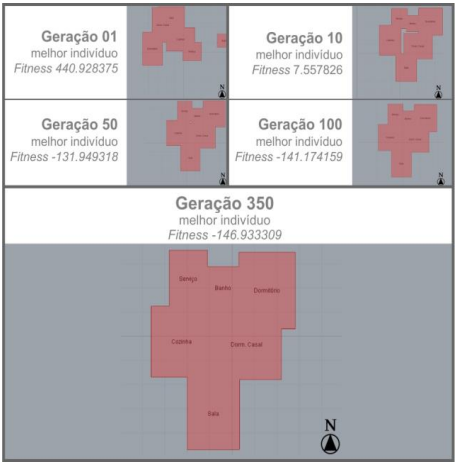 Geração 01
melhor indivíduo
Fitness 440.928375
N
Geração 10
melhor indivíduo
Fitness 7.557826
N
Geração 50
melhor indivíduo
Fitness -131.949318
N
Geração 100
melhor indivíduo
Fitness -141.174159
N
Geração 350
melhor indivíduo
Fitness -146.933309
Serviço
Banho
Dormitório
Cozinha
Dorm. Casal
Sala
N